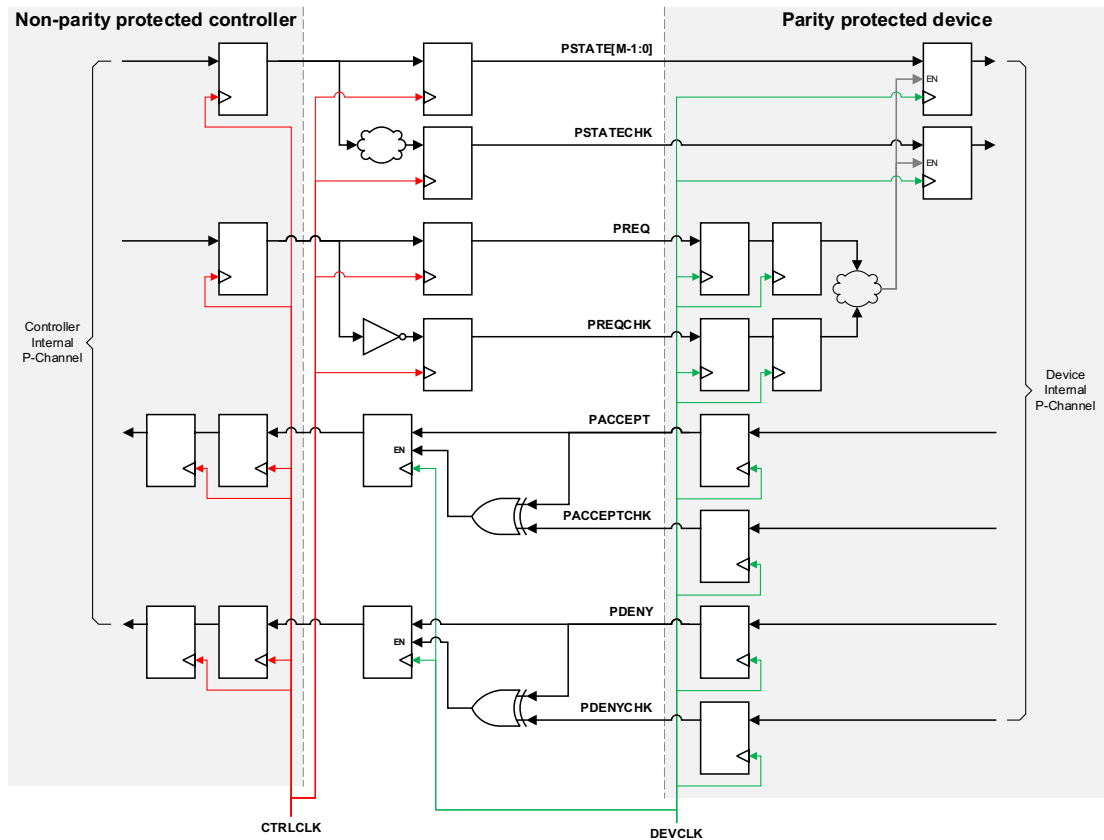 Non-parity protected controller
Parity protected device
PSTATE[M-1:0]
EN
PSTATECHK
EN
PREQ
PREQCHK
Controller
Internal
P-Channel
Device
Internal
P-Channel
PACCEPT
EN
PACCEPTCHK
PDENY
EN
PDENYCHK
CTRLCLK
DEVCLK